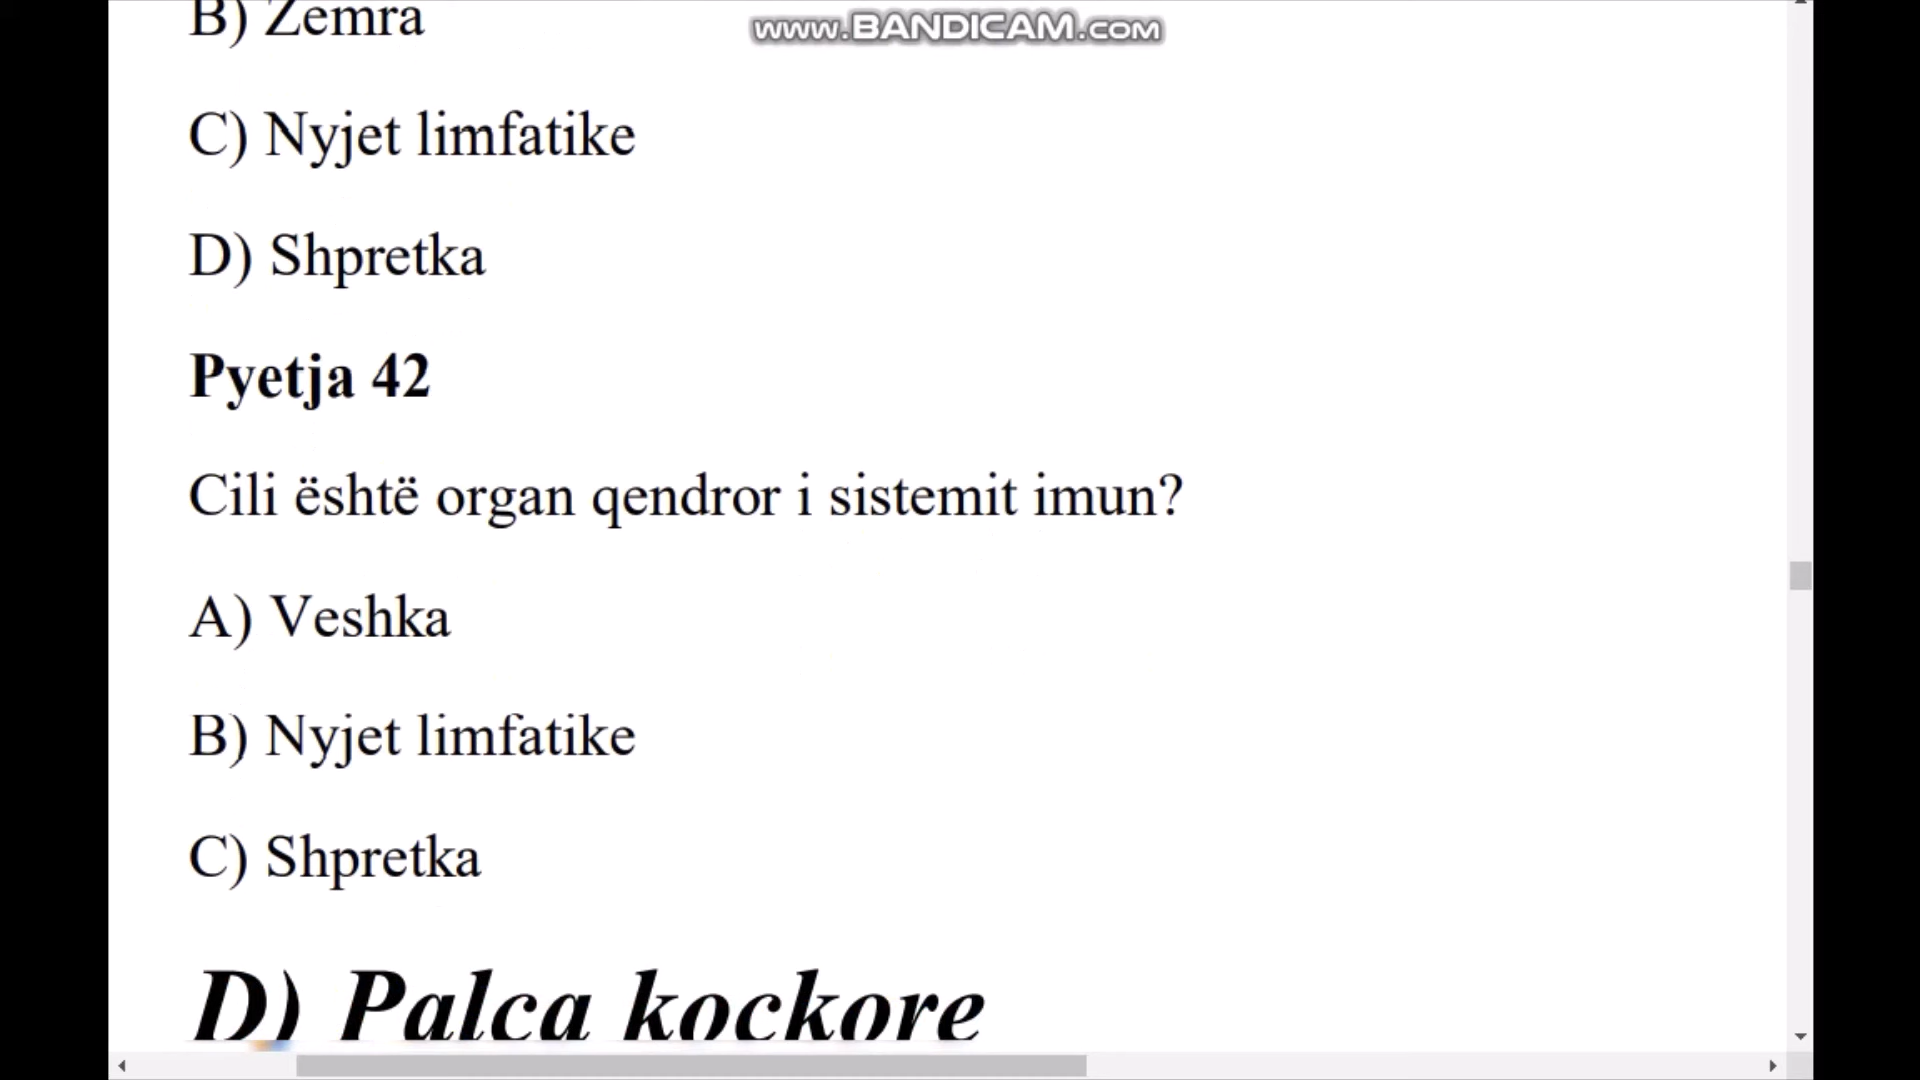 B) Zemra
www.BANDICAM.com
C) Nyjet limfatike
D) Shpretka
Pyetja 42
Cili është organ qendror i sistemit imun?
A) Veshka
B) Nyjet limfatike
C) Shpretka
D) Palca kockore